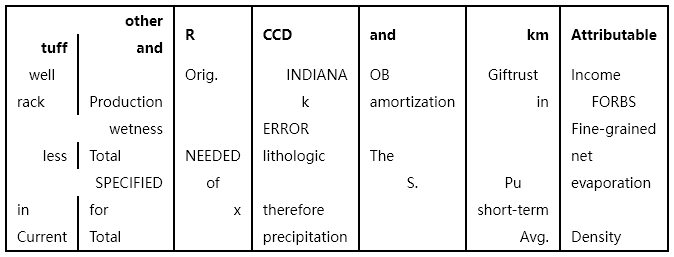 other
tuff and R CCD and km Attributable
well Orig. INDIANA OB Giftrust Income
rack Production k amortization in FORBS
wetness ERROR Fine-grained
less Total NEEDED lithologic The net
SPECIFIED of S. Pu evaporation
in for x therefore short-term
Current Total precipitation Avg. Density